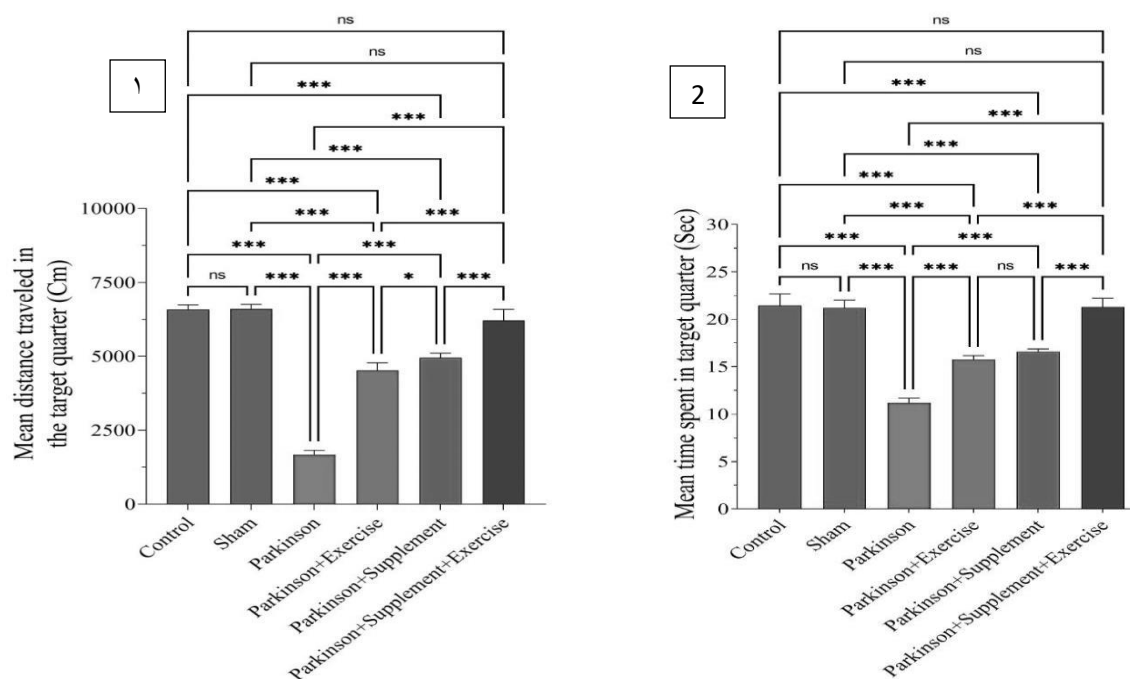 ns
ns
۱
***
***
***
***
*** ***
*** ***
ns *** *** * ***
Mean distance traveled in
the target quarter (Cm)
10000
7500
5000
2500
0
Control
Sham
Parkinson
Parkinson+Exercise
Parkinson+Supplement
Parkinson+Supplement+Exercise
ns
ns
2
***
***
***
***
*** ***
*** ***
ns *** *** ns ***
Mean time spent in target quarter (Sec)
30
25
20
15
10
5
0
Control
Sham
Parkinson
Parkinson+Exercise
Parkinson+Supplement
Parkinson+Supplement+Exercise